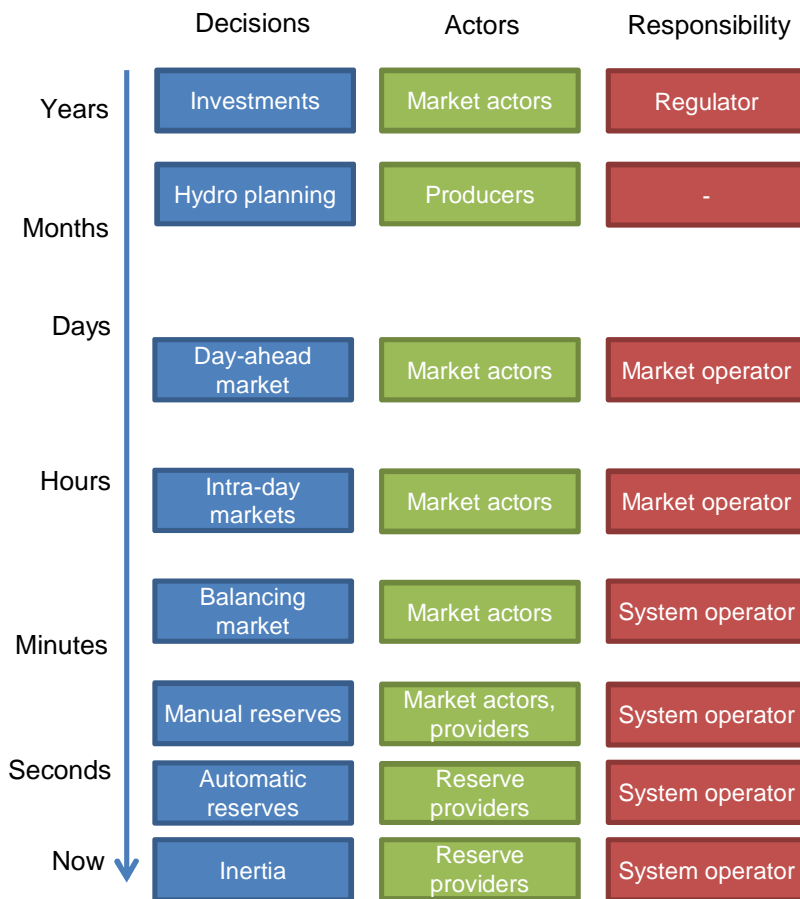 Decisions
Actors
Responsibility
Years
Investments
Market actors
Regulator
Hydro planning
Producers
-
Months
Days
Day-ahead
market
Market actors
Market operator
Hours
Intra-day
markets
Market actors
Market operator
Balancing
market
Market actors
System operator
Minutes
Manual reserves
Market actors,
providers
System operator
Seconds
Automatic
reserves
Reserve
providers
System operator
Now
Inertia
Reserve
providers
System operator